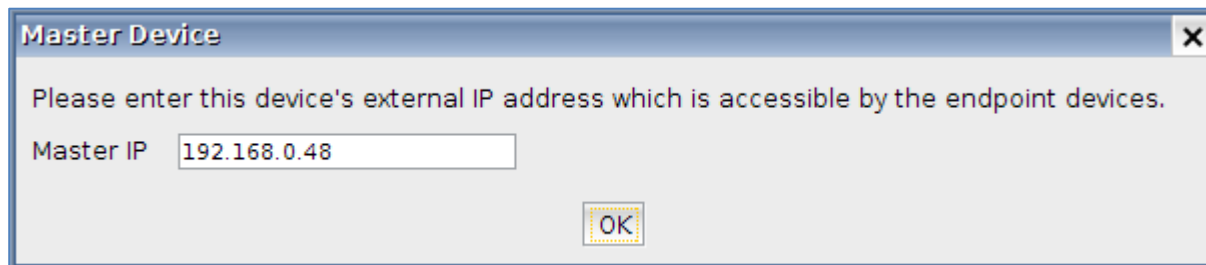 Master Device
Please enter this device's external IP address which is accessible by the endpoint devices.
Master IP 192.168.0.48
OK